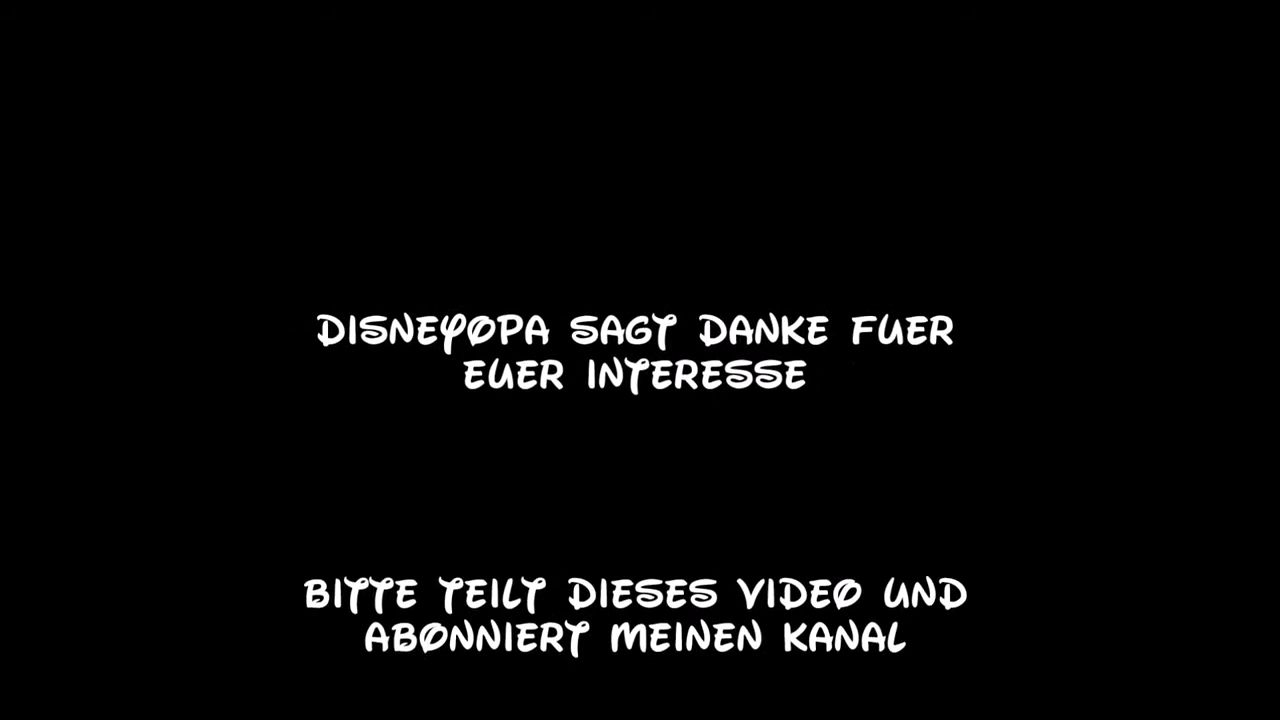 DISNEYOPA SAGT DANKE FUER
EUER INTERESSE
BITTE TEILT DIESES VIDEO UND
ABONNIERT MEINEN KANAL